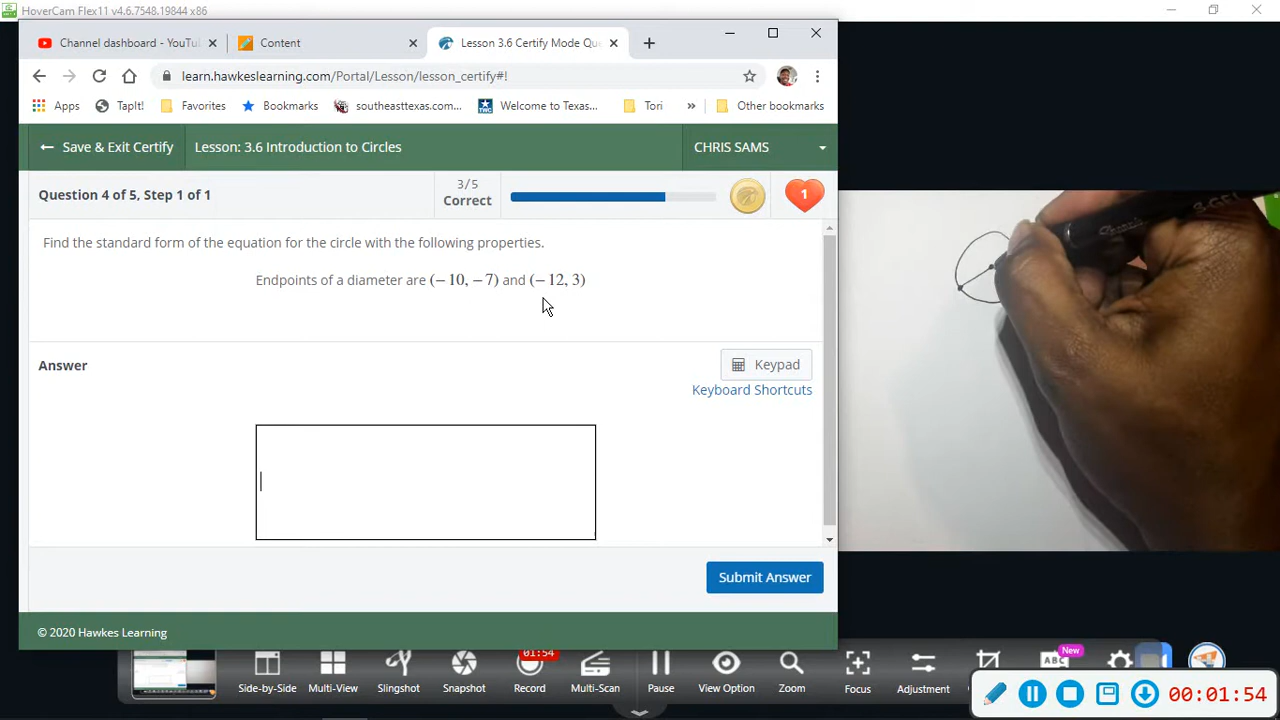 HoverCam Flex11 v4.6.7548.19844 x86
Channel dashboard - YouTu
Content
Lesson 3.6 Certify Mode Qu
learn.hawkeslearning.com/Portal/Lesson/lesson_certify#!
Apps
TapIt!
Favorites
Bookmarks
southeasttexas.com...
Welcome to Texas...
Tori
»
Other bookmarks
← Save & Exit Certify
Lesson: 3.6 Introduction to Circles
CHRIS SAMS
Question 4 of 5, Step 1 of 1
3/5
Correct
1
Find the standard form of the equation for the circle with the following properties.
Endpoints of a diameter are (−10, −7) and (−12, 3)
Answer
Keypad
Keyboard Shortcuts
Submit Answer
© 2020 Hawkes Learning
Side-by-Side
Multi-View
Slingshot
Snapshot
01:54
Record
Multi-Scan
Pause
View Option
Zoom
Focus
Adjustment
New
ABC
00:01:54